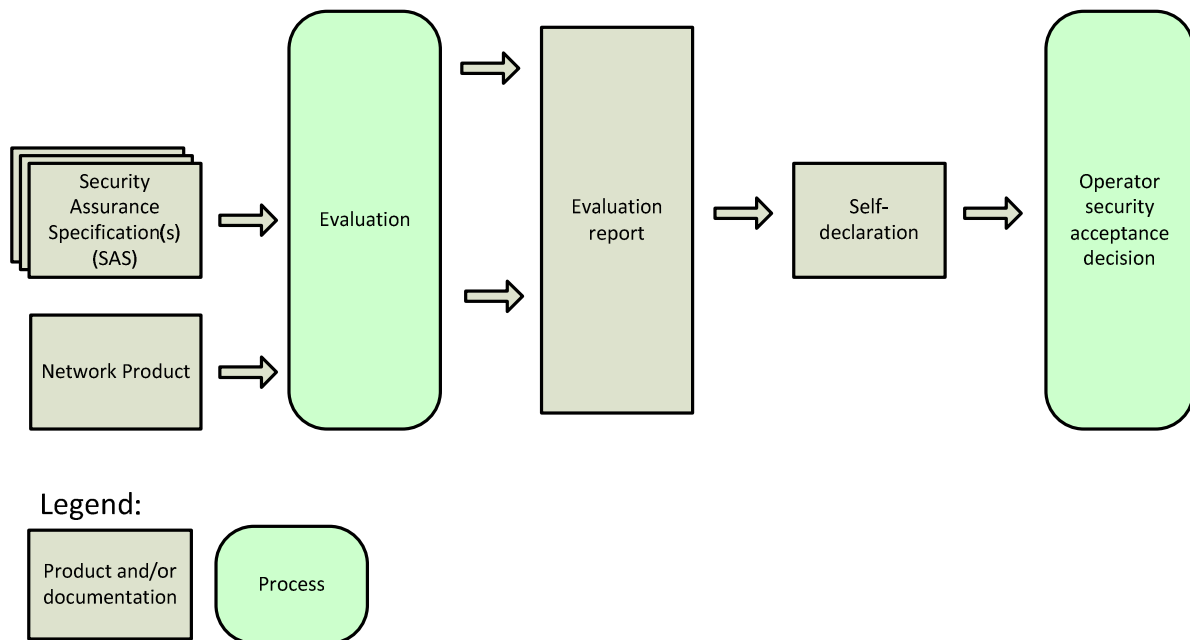 Security
Assurance
Specification(s)
(SAS)
Network Product
Evaluation
Evaluation
report
Self-
declaration
Operator
security
acceptance
decision
Legend:
Product and/or
documentation
Process